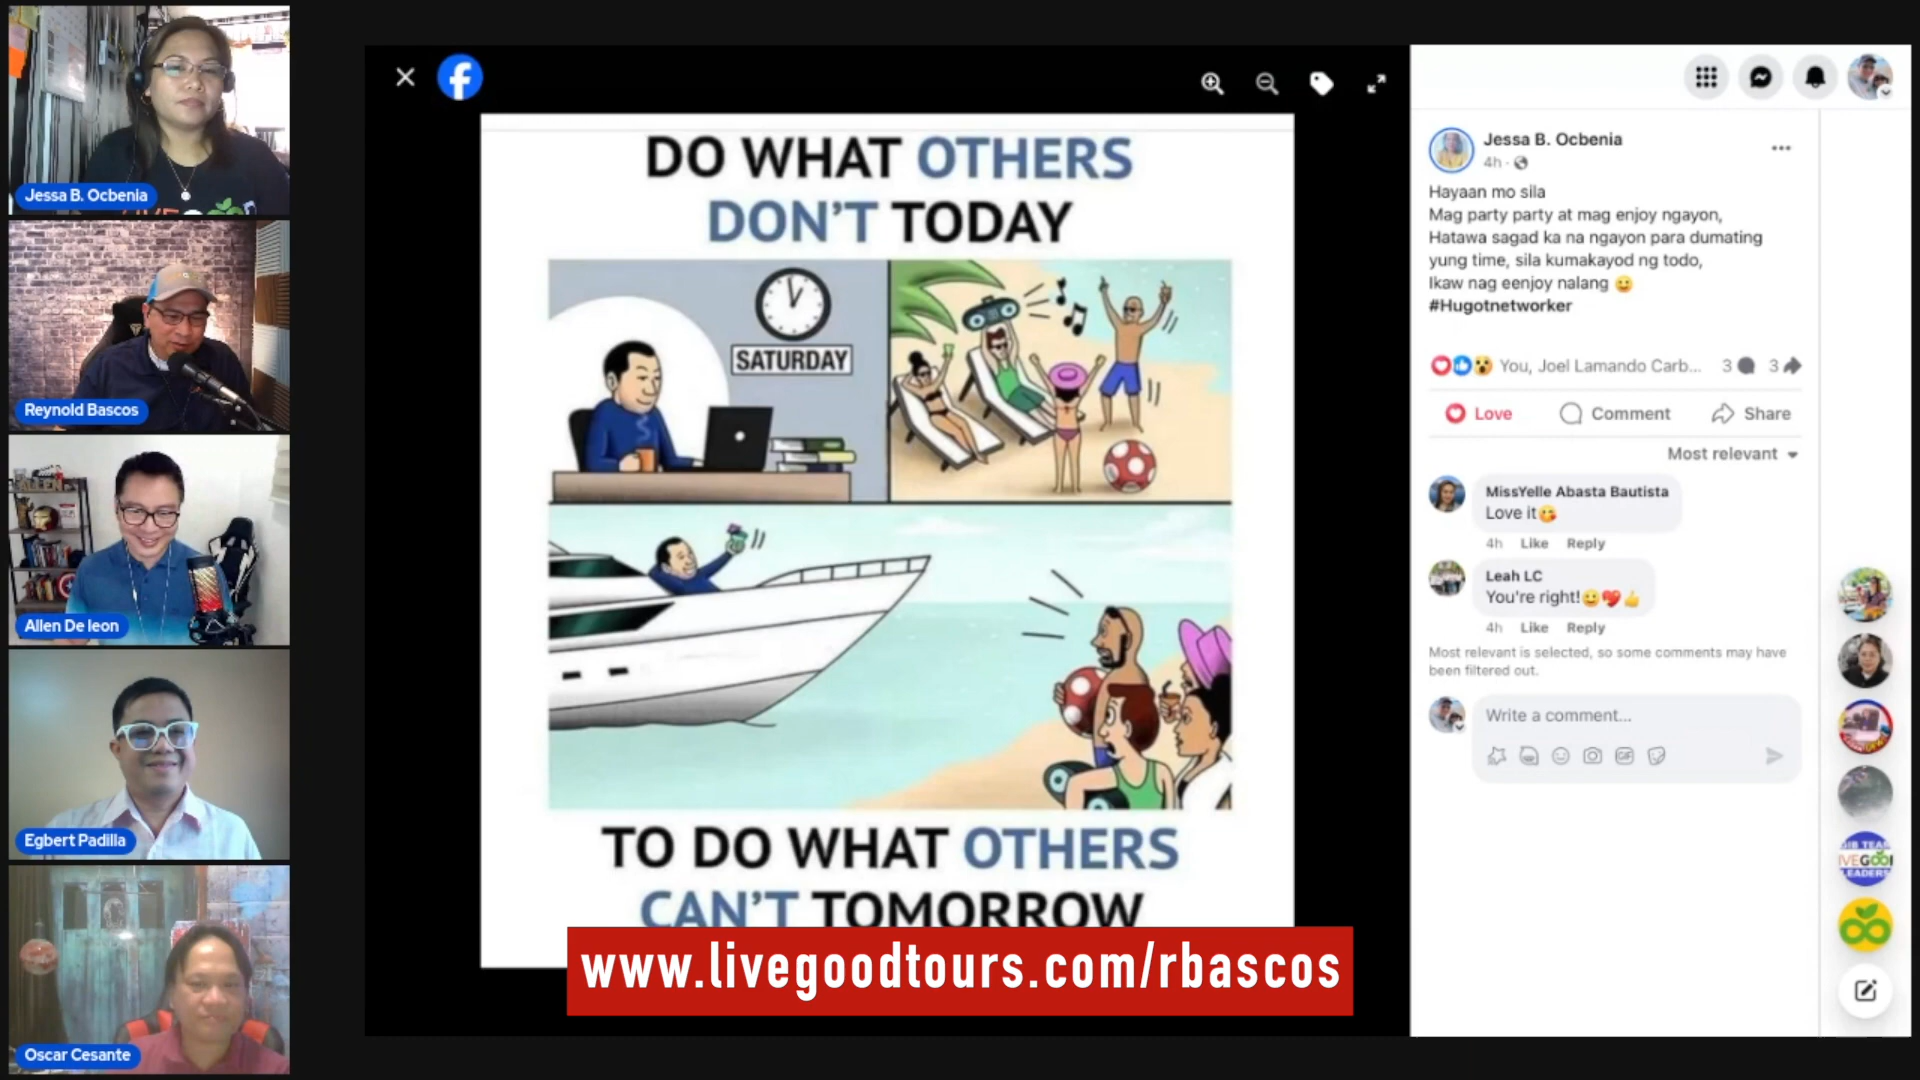 Jessa B. Ocbenia
Reynold Bascos
Allen De leon
Egbert Padilla
Oscar Cesante
DO WHAT OTHERS
DON'T TODAY
SATURDAY
TO DO WHAT OTHERS
CAN'T TOMORROW
www.livegoodtours.com/rbascos
Jessa B. Ocbenia
4h ·
Hayaan mo sila
Mag party party at mag enjoy ngayon,
Hatawa sagad ka na ngayon para dumating
yung time, sila kumakayod ng todo,
Ikaw nag eenjoy nalang 😀
#Hugotnetworker
You, Joel Lamando Carb... 3 3
Love Comment Share
Most relevant
MissYelle Abasta Bautista
Love it😋
4h Like Reply
Leah LC
You're right!😄💖👍
4h Like Reply
Most relevant is selected, so some comments may have
been filtered out.
Write a comment...
GIF
LEADERS